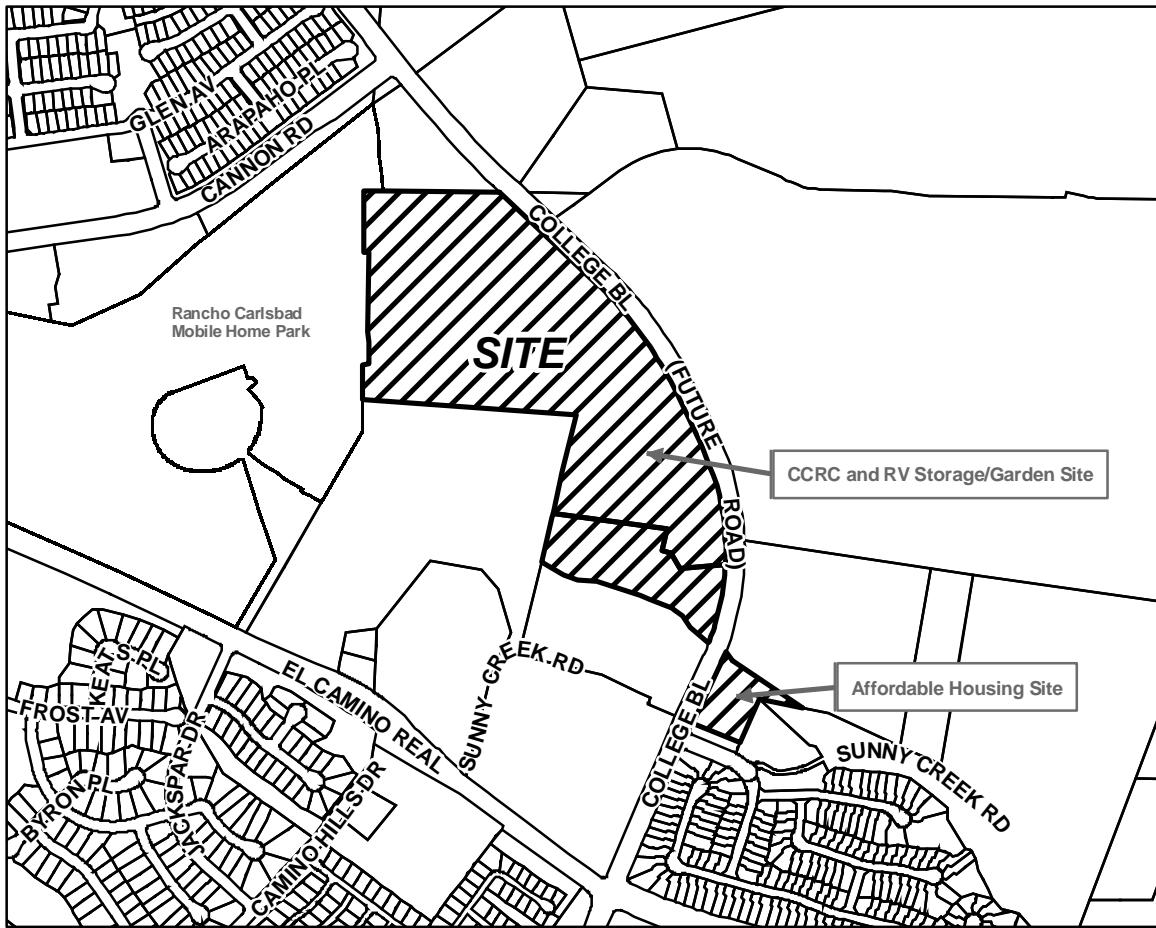 GLEN AV
ARAPAHO PL
CANNON RD
COLLEGE BL
Rancho Carlsbad
Mobile Home Park
SITE
(FUTURE
ROAD)
CCRC and RV Storage/Garden Site
KEATS PL
EL CAMINO REAL
SUNNY CREEK RD
Affordable Housing Site
FROST AV
JACKSPAR DR
COLLEGE BL
SUNNY CREEK RD
BYRON PL
CAMINO HILLS DR